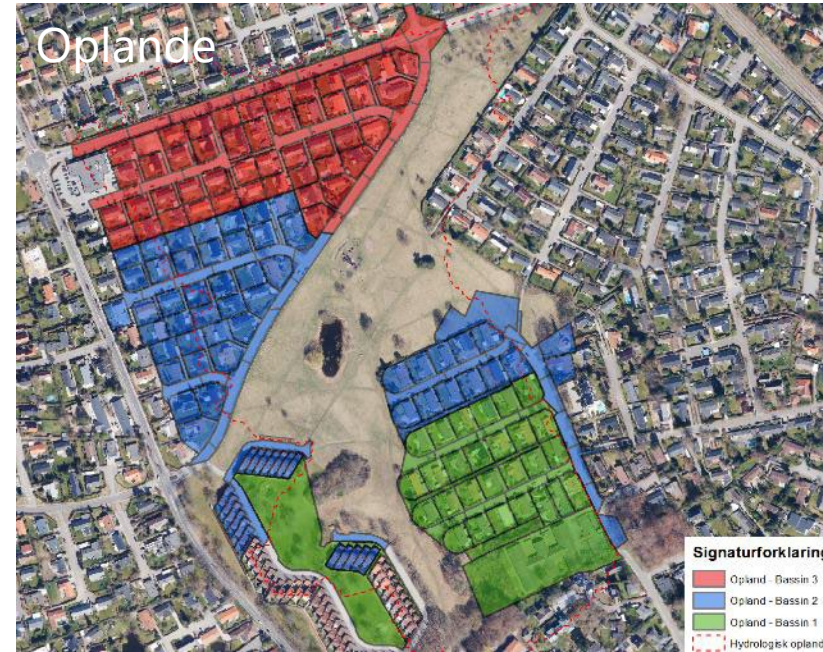 Oplande
Signaturforklaring
Opland - Bassin 3
Opland - Bassin 2
Opland - Bassin 1
Hydrologisk opland